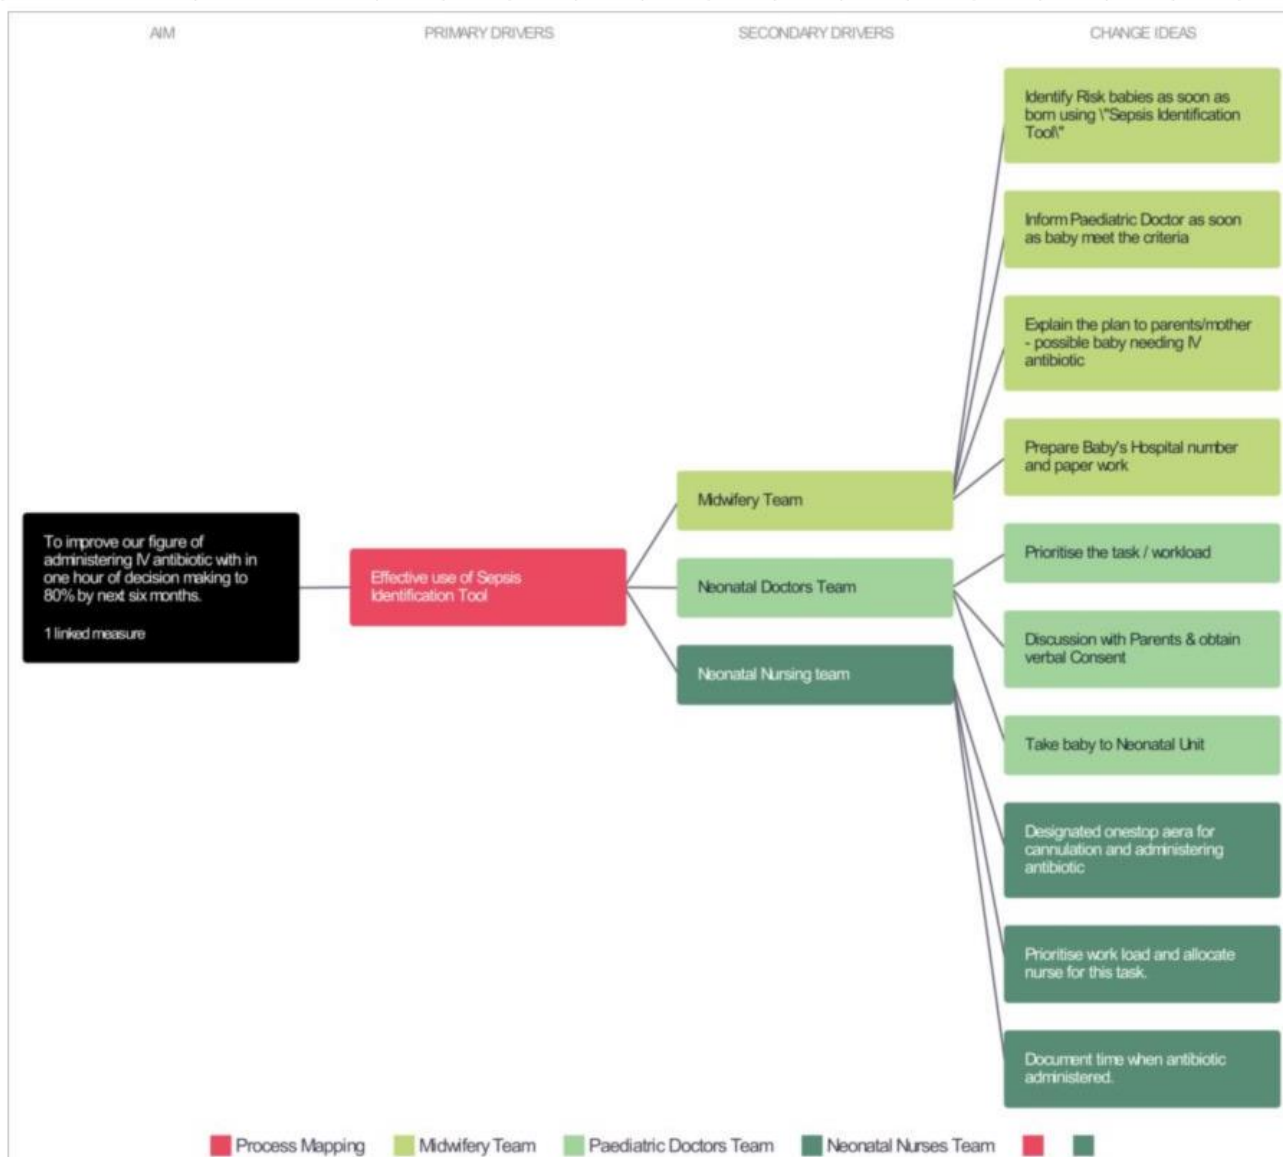 AIM
PRIMARY DRIVERS
SECONDARY DRIVERS
CHANGE IDEAS
To improve our figure of
administering IV antibiotic with in
one hour of decision making to
80% by next six months.
1 linked measure
Effective use of Sepsis
Identification Tool
Midwifery Team
Neonatal Doctors Team
Neonatal Nursing team
Identify Risk babies as soon as
born using \"Sepsis Identification
Tool\"
Inform Paediatric Doctor as soon
as baby meet the criteria
Explain the plan to parents/mother
- possible baby needing IV
antibiotic
Prepare Baby's Hospital number
and paper work
Prioritise the task / workload
Discussion with Parents & obtain
verbal Consent
Take baby to Neonatal Unit
Designated onestop aera for
cannulation and administering
antibiotic
Prioritise work load and allocate
nurse for this task.
Document time when antibiotic
administered.
Process Mapping
Midwifery Team
Paediatric Doctors Team
Neonatal Nurses Team